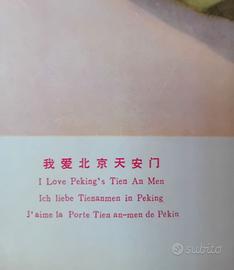 我爱北京天安门
I Love Peking's Tien An Men
Ich liebe Tienanmen in Peking
J'aime la Porte Tien an-men de Pékin
subito